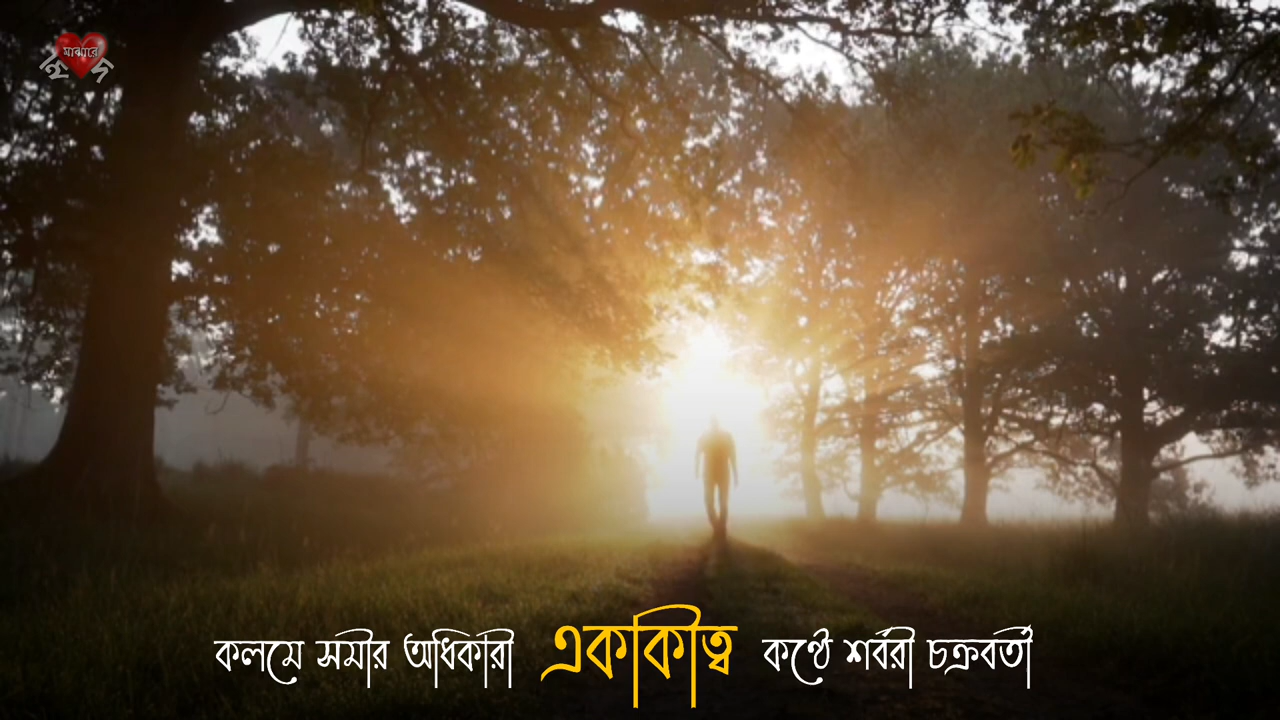 মাঝারে
হৃদ
কলমে সমীর অধিকারী একাকীত্ব কণ্ঠে শর্বরী চক্রবর্তী